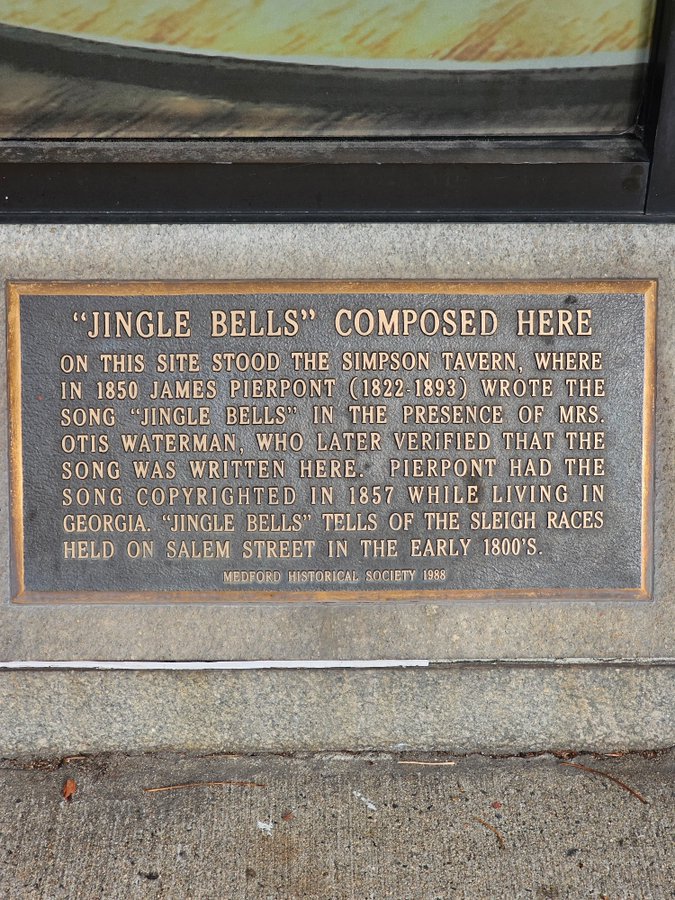 "JINGLE BELLS" COMPOSED HERE
ON THIS SITE STOOD THE SIMPSON TAVERN, WHERE
IN 1850 JAMES PIERPONT (1822-1893) WROTE THE
SONG "JINGLE BELLS" IN THE PRESENCE OF MRS.
OTIS WATERMAN, WHO LATER VERIFIED THAT THE
SONG WAS WRITTEN HERE. PIERPONT HAD THE
SONG COPYRIGHTED IN 1857 WHILE LIVING IN
GEORGIA. "JINGLE BELLS" TELLS OF THE SLEIGH RACES
HELD ON SALEM STREET IN THE EARLY 1800'S.
MEDFORD HISTORICAL SOCIETY 1988